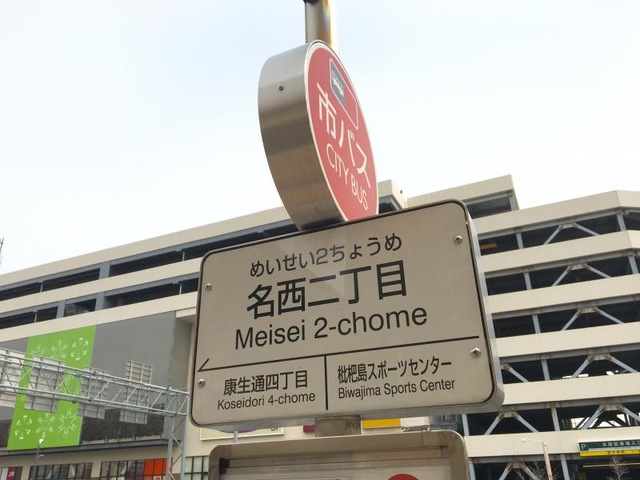 市バス
CITY BUS
めいせい2ちょうめ
名西二丁目
Meisei 2-chome
康生通四丁目
Koseidori 4-chome
枇杷島スポーツセンター
Biwajima Sports Center
P